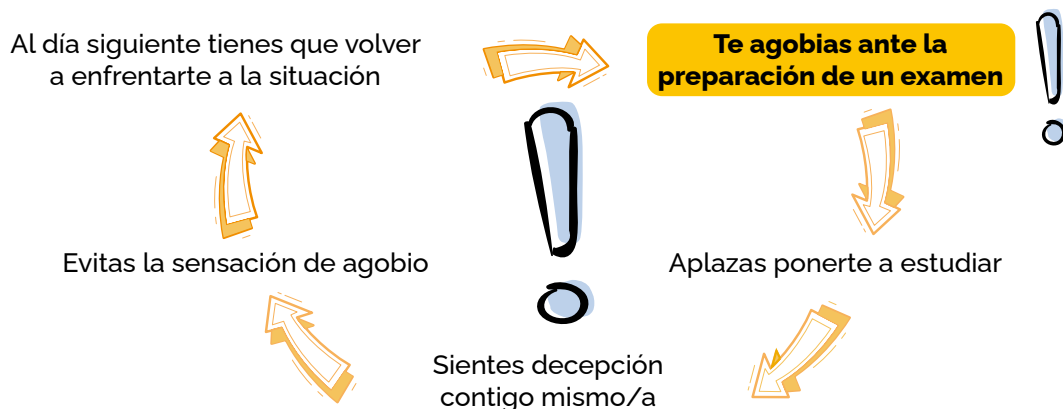 Al día siguiente tienes que volver
a enfrentarte a la situación
Te agobias ante la
preparación de un examen
Aplazas ponerte a estudiar
Sientes decepción
contigo mismo/a
Evitas la sensación de agobio